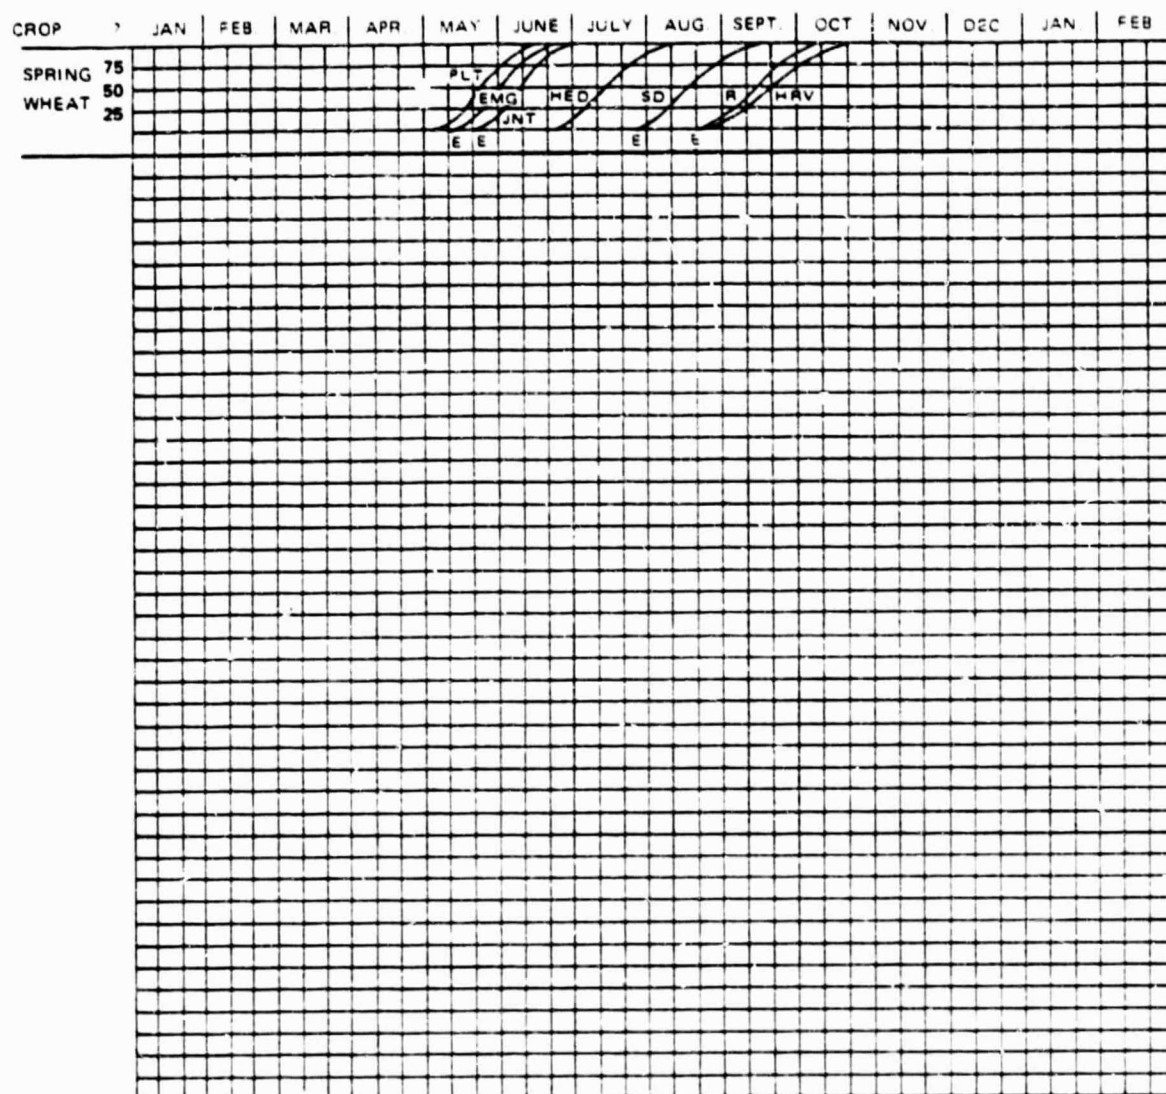 CROP ? JAN FEB. MAR. APR. MAY JUNE JULY AUG. SEPT. OCT NOV. DEC JAN. FEB
SPRING 75
PLT
WHEAT 50
EMG HED SD R HRV
25
JNT
E E E E